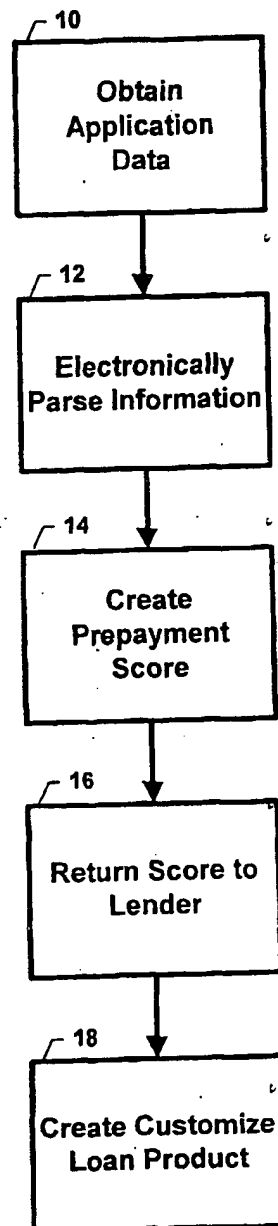 10
Obtain
Application
Data
12
Electronically
Parse Information
14
Create
Prepayment
Score
16
Return Score to
Lender
18
Create Customize
Loan Product